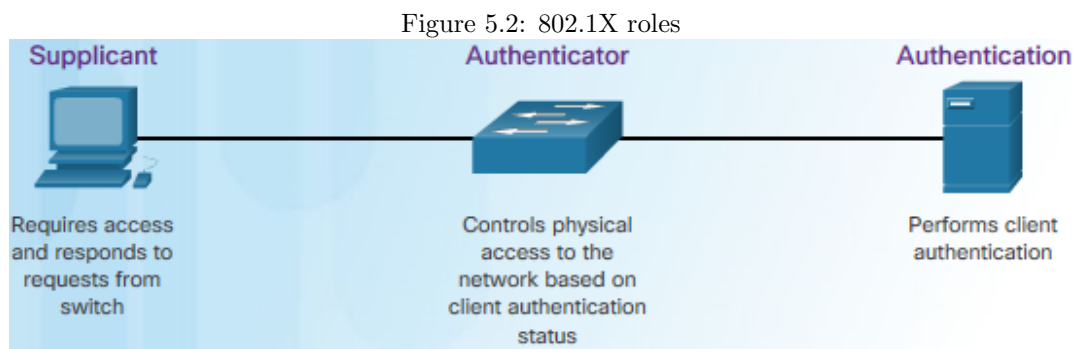 Figure 5.2: 802.1X roles
Supplicant
Authenticator
Authentication
Requires access
and responds to
requests from
switch
Controls physical
access to the
network based on
client authentication
status
Performs client
authentication